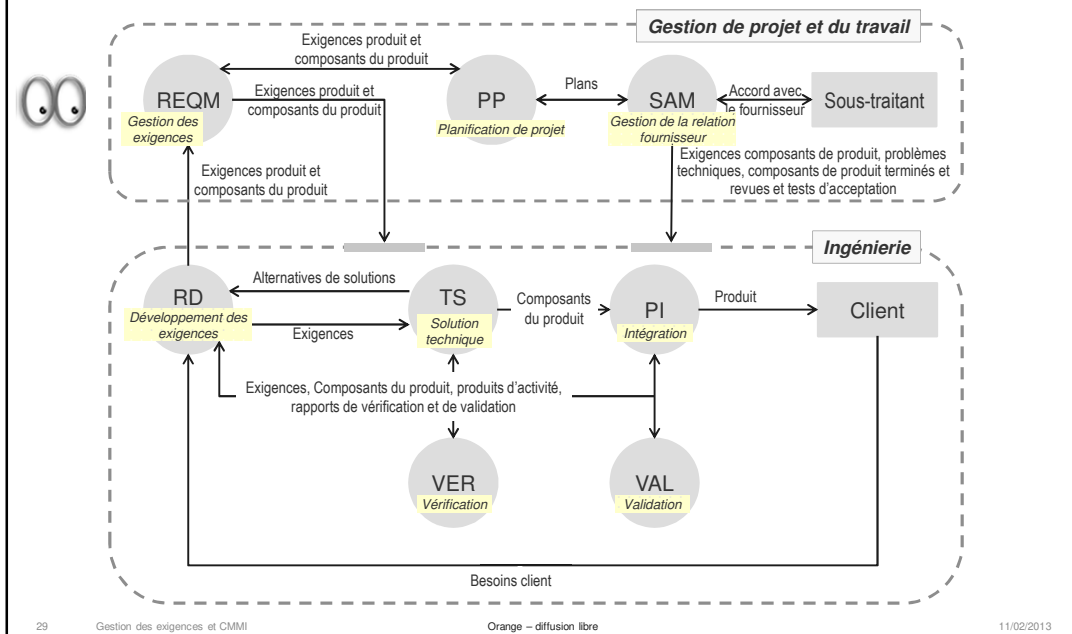 Gestion de projet et du travail
Exigences produit et
composants du produit
REQM
Gestion des
exigences
Exigences produit et
composants du produit
PP
Planification de projet
Plans
SAM
Gestion de la relation
fournisseur
Accord avec
le fournisseur
Sous-traitant
Exigences produit et
composants du produit
Exigences composants de produit, problèmes
techniques, composants de produit terminés et
revues et tests d'acceptation
Ingénierie
RD
Développement des
exigences
Alternatives de solutions
Exigences
TS
Solution
technique
Composants
du produit
PI
Intégration
Produit
Client
Exigences, Composants du produit, produits d'activité,
rapports de vérification et de validation
VER
Vérification
VAL
Validation
Besoins client
29
Gestion des exigences et CMMI
Orange – diffusion libre
11/02/2013